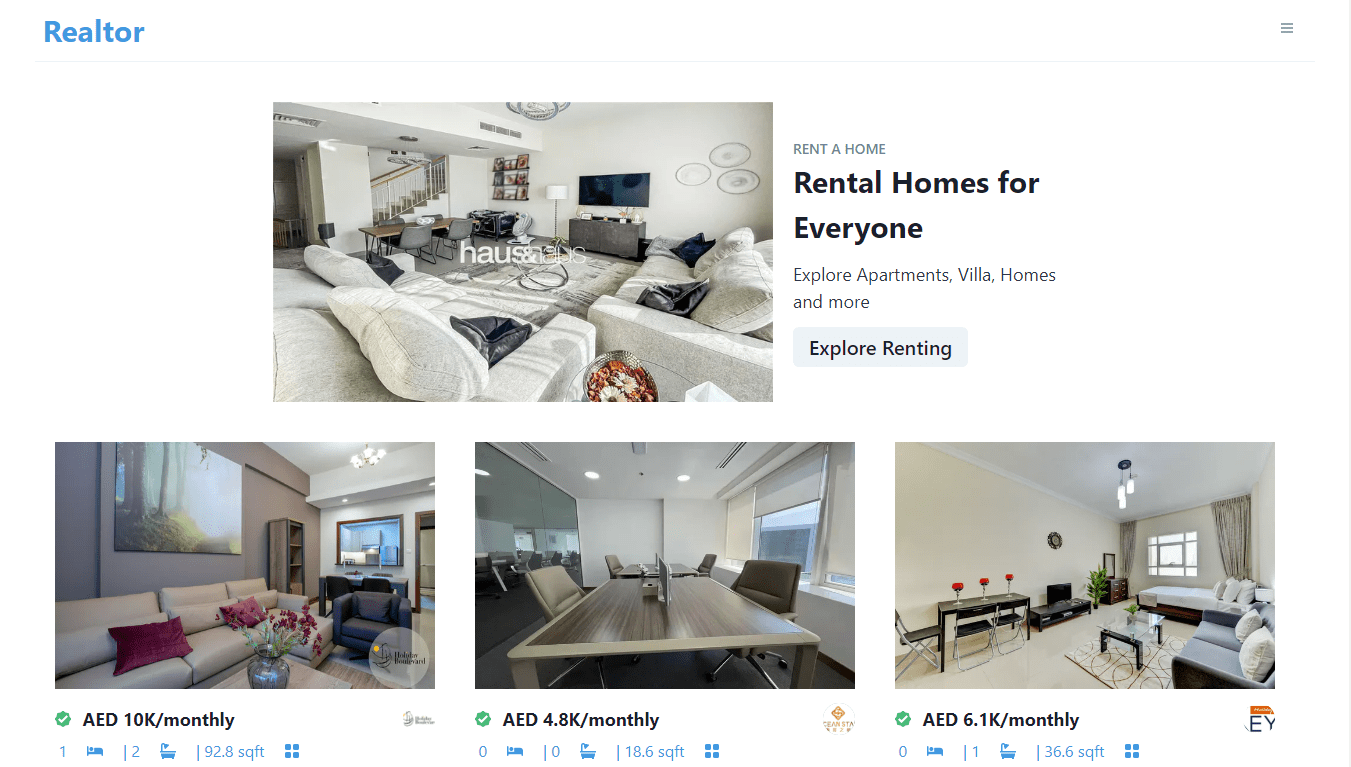 Realtor
haus&haus
RENT A HOME
Rental Homes for
Everyone
Explore Apartments, Villa, Homes
and more
Explore Renting
Holiday
Boulevard
AED 10K/monthly
Holiday
Boulevard
1 | 2 | 92.8 sqft
AED 4.8K/monthly
0 | 0 | 18.6 sqft
AED 6.1K/monthly
EY
0 | 1 | 36.6 sqft